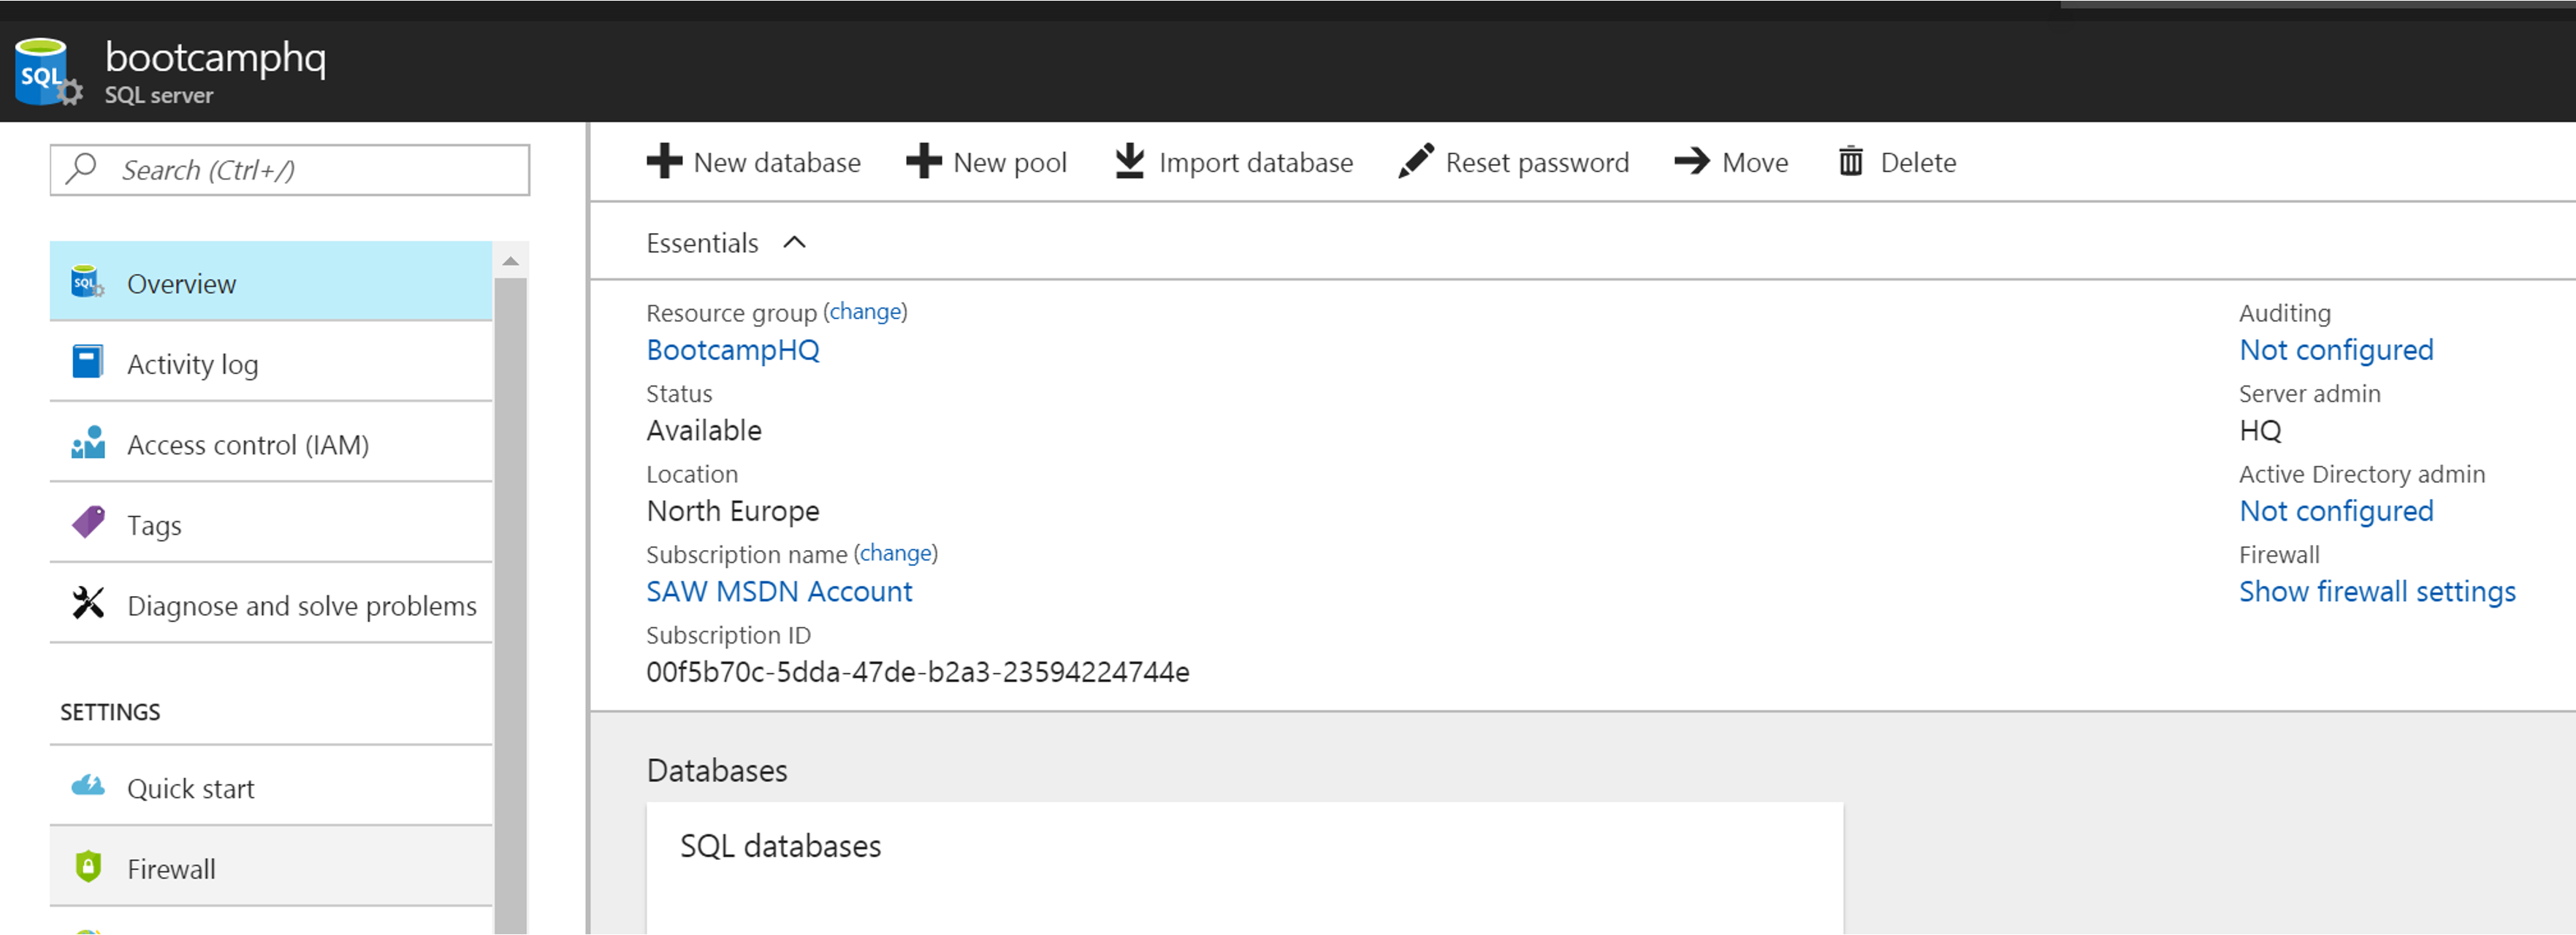 SQL
bootcamphq
SQL server
Search (Ctrl+/)
SQL
Overview
Activity log
Access control (IAM)
Tags
Diagnose and solve problems
SETTINGS
Quick start
Firewall
New database
New pool
Import database
Reset password
Move
Delete
Essentials
Resource group (change)
BootcampHQ
Status
Available
Location
North Europe
Subscription name (change)
SAW MSDN Account
Subscription ID
00f5b70c-5dda-47de-b2a3-23594224744e
Auditing
Not configured
Server admin
HQ
Active Directory admin
Not configured
Firewall
Show firewall settings
Databases
SQL databases